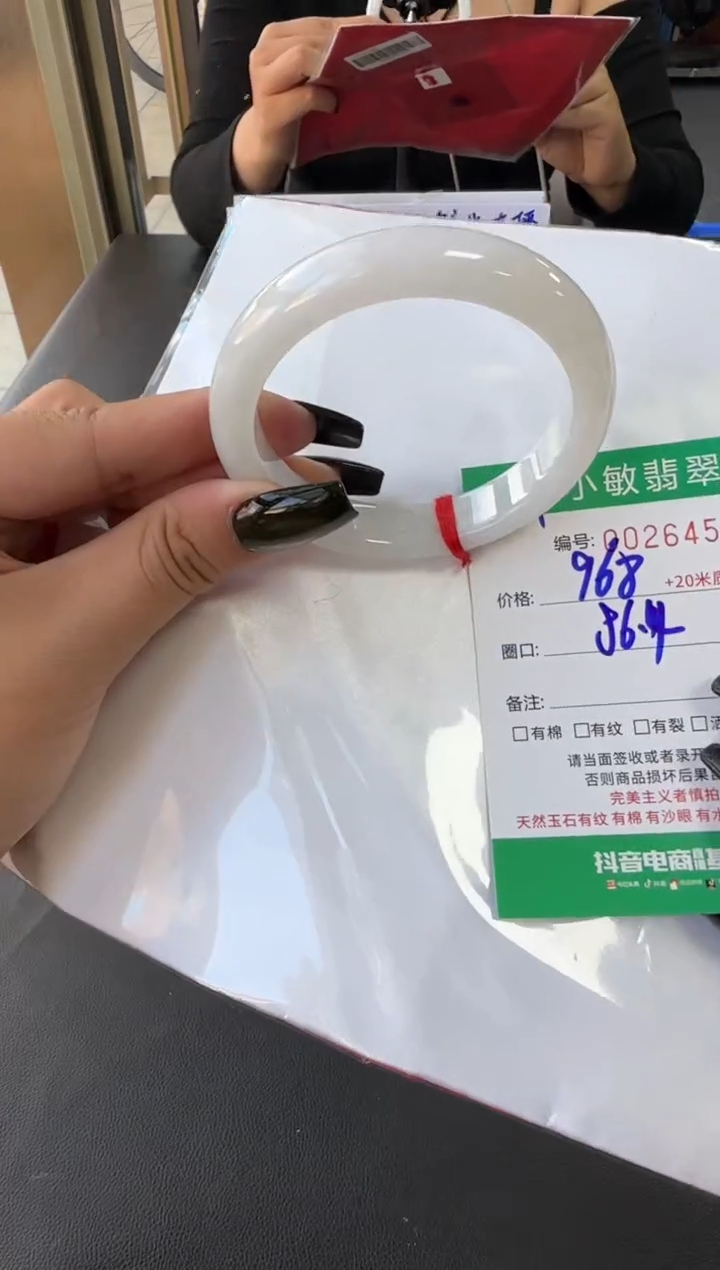 小敏翡翠
编号: 002645
价格: 968 +20米
圈口: 56.4
备注:
□有棉 □有纹 □有裂 □
请当面签收或者录开
否则商品损坏后果
完美主义者慎拍
天然玉石有纹 有棉 有沙眼 有水
抖音电商